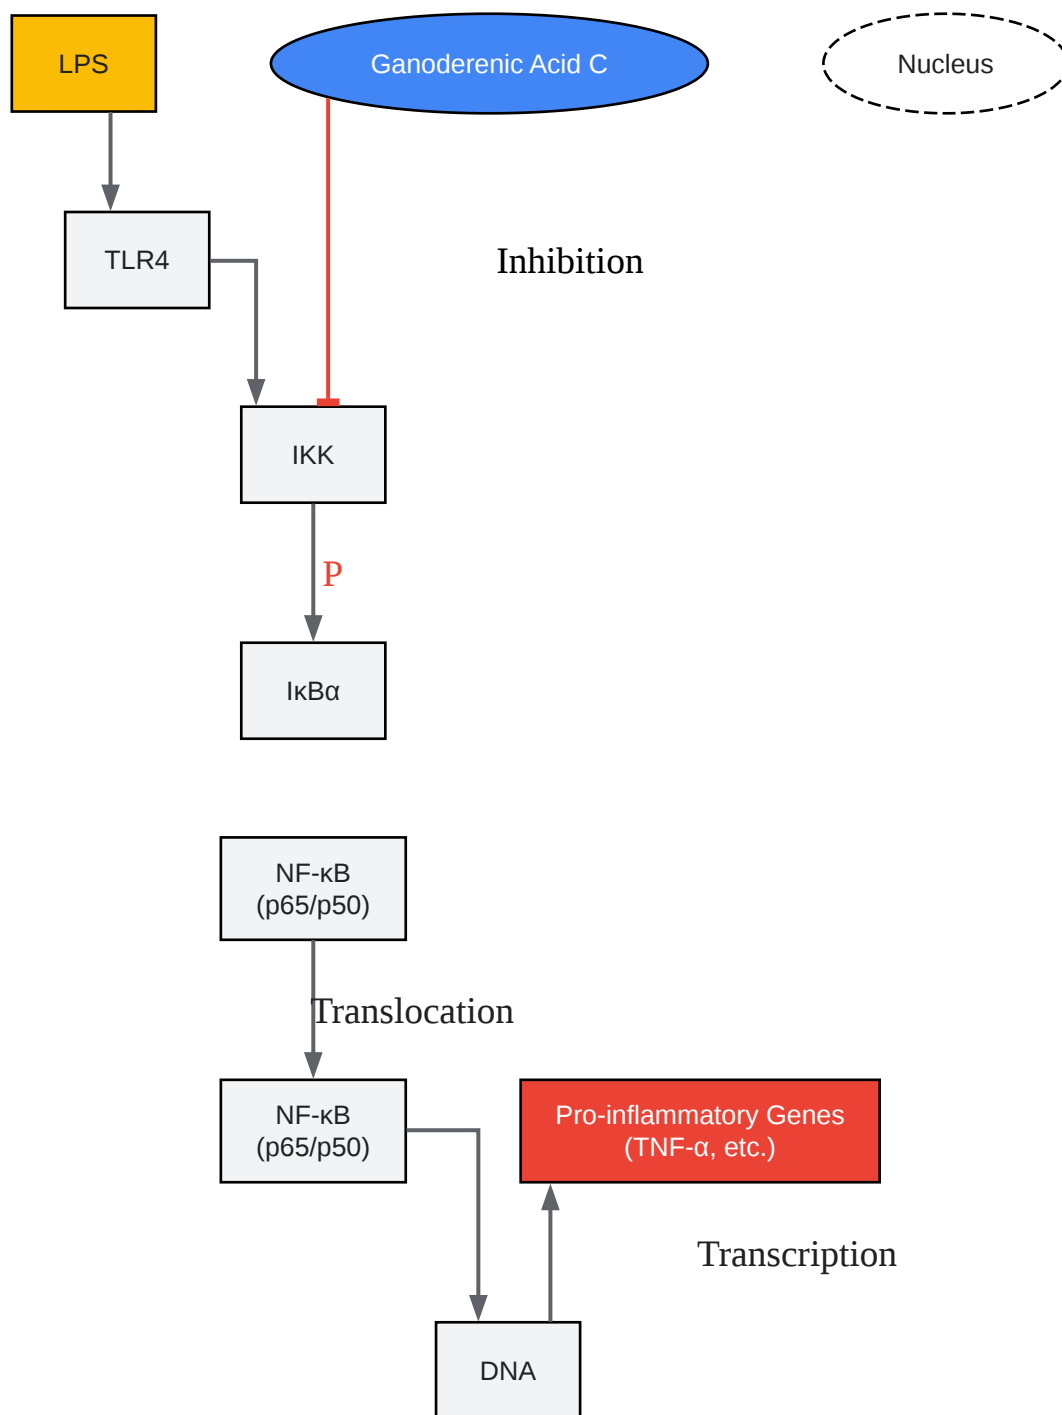 LPS
Ganoderenic Acid C
Nucleus
TLR4
Inhibition
IKK
P
IκBα
NF-κB
(p65/p50)
Translocation
NF-κB
(p65/p50)
Pro-inflammatory Genes
(TNF-α, etc.)
Transcription
DNA